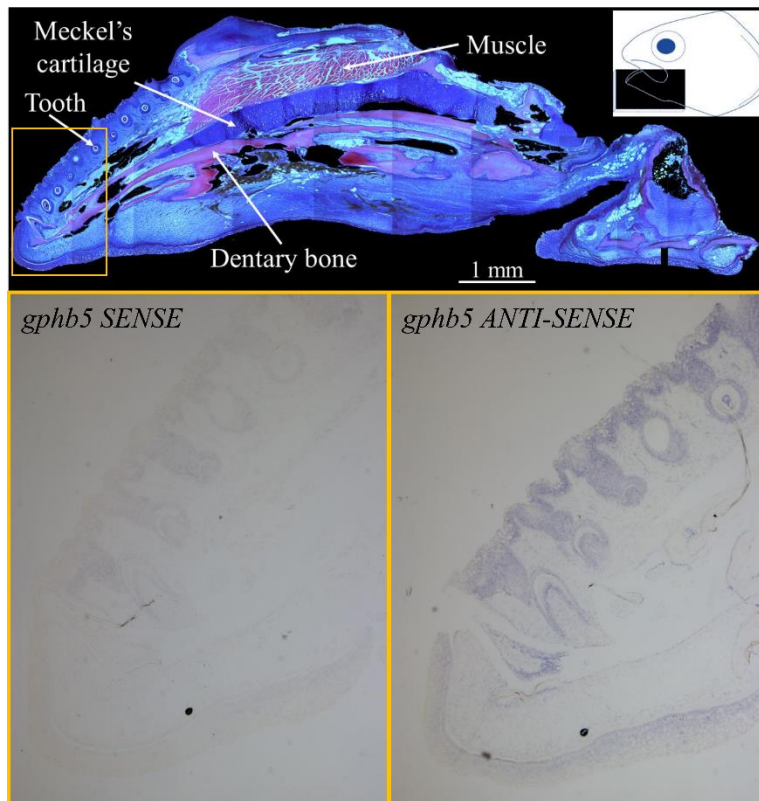 Meckel's
cartilage
Muscle
Tooth
Dentary bone
1 mm
gphb5 SENSE
gphb5 ANTI-SENSE